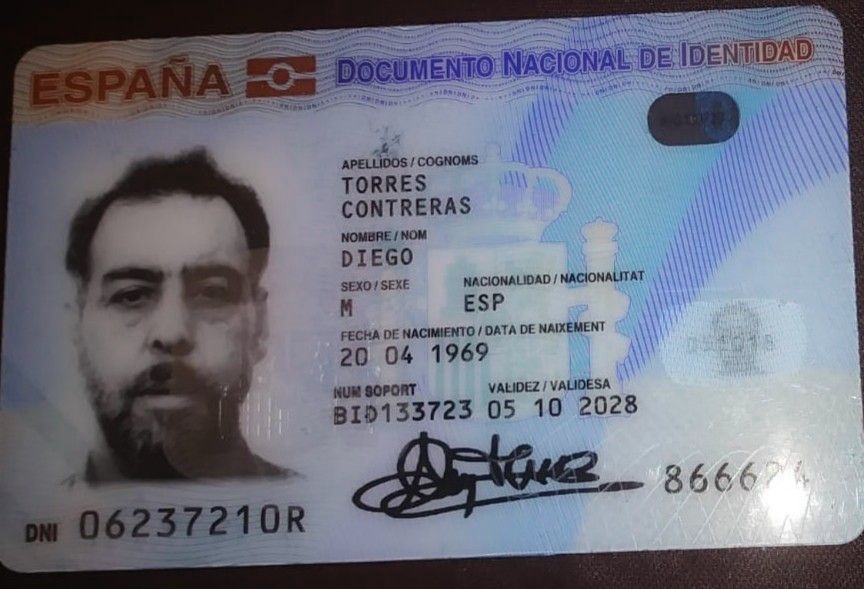 ESPAÑA DOCUMENTO NACIONAL DE IDENTIDAD
APELLIDOS / COGNOMS
TORRES
CONTRERAS
NOMBRE / NOM
DIEGO
SEXO / SEXE NACIONALIDAD / NACIONALITAT
M ESP
FECHA DE NACIMIENTO / DATA DE NAIXEMENT
20 04 1969
NUM SOPORT VALIDEZ / VALIDESA
BID133723 05 10 2028
DNI 06237210R